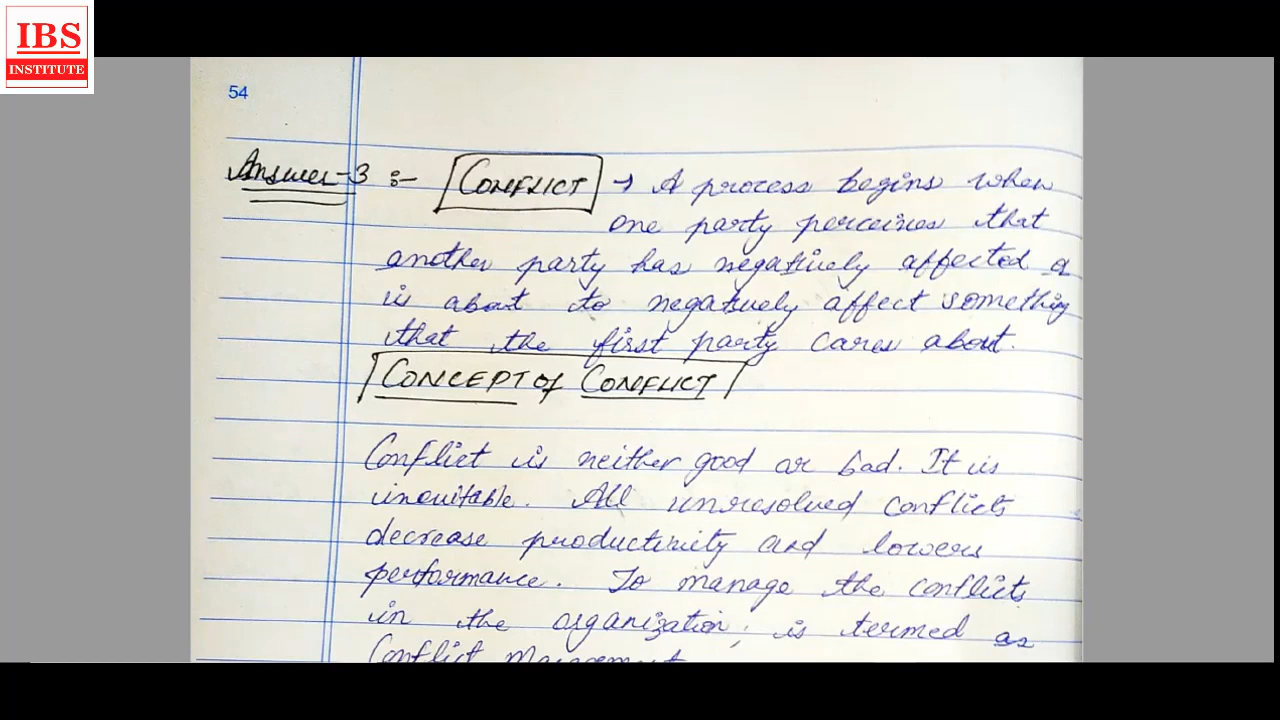 IBS
INSTITUTE
54
Answer-3 :- CONFLICT → A process begins when
one party perceives that
another party has negatively affected or
is about to negatively affect something
that the first party cares about.
CONCEPT of CONFLICT
Conflict is neither good or bad. It is
inevitable. All unresolved conflicts
decrease productivity and lowers
performance. To manage the conflicts
in the organization, is termed as
Conflict Management